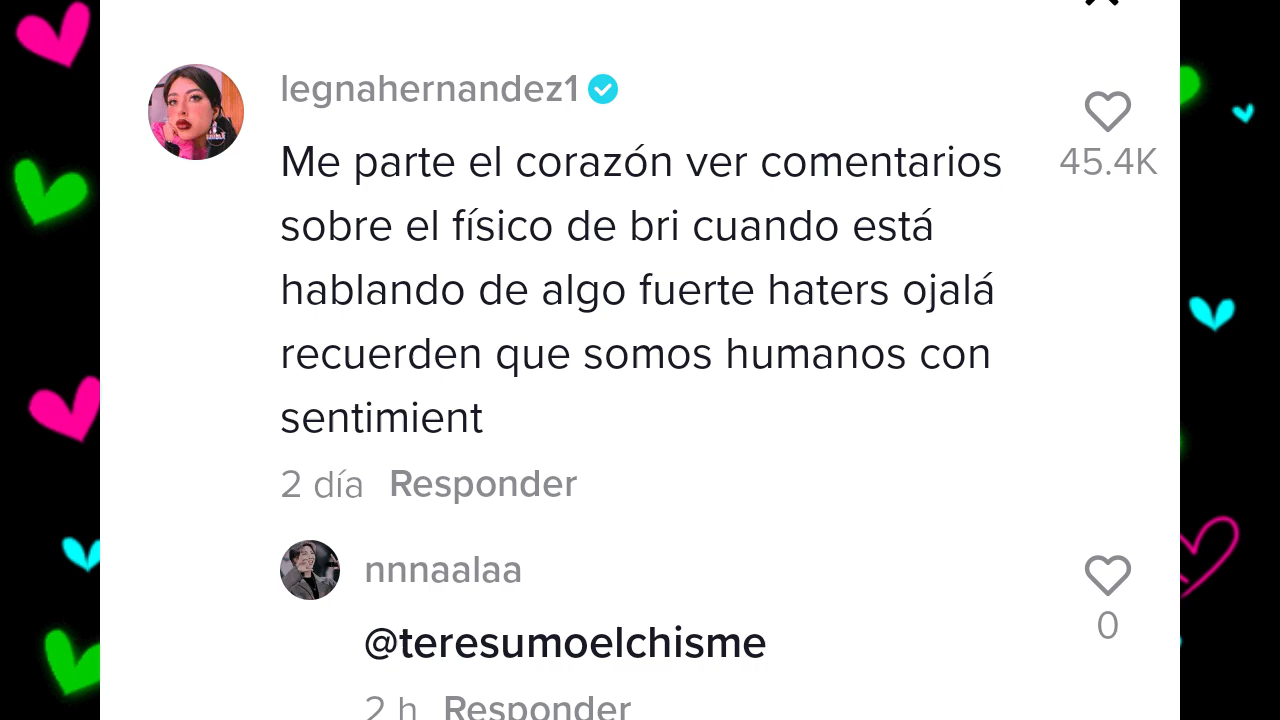 legnahernandez1
45.4K
Me parte el corazón ver comentarios
sobre el físico de bri cuando está
hablando de algo fuerte haters ojalá
recuerden que somos humanos con
sentimient
2 día Responder
nnnaalaa
0
@teresumoelchisme
2 h Responder